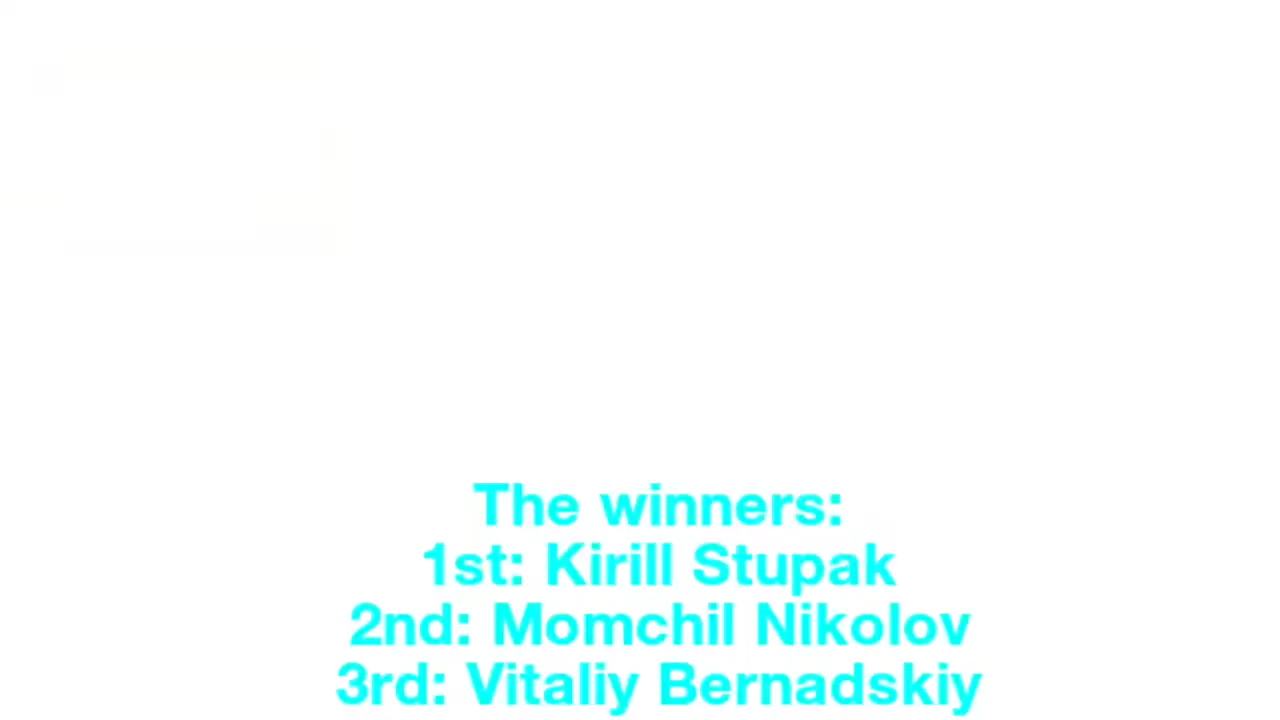 The winners:
1st: Kirill Stupak
2nd: Momchil Nikolov
3rd: Vitaliy Bernadskiy